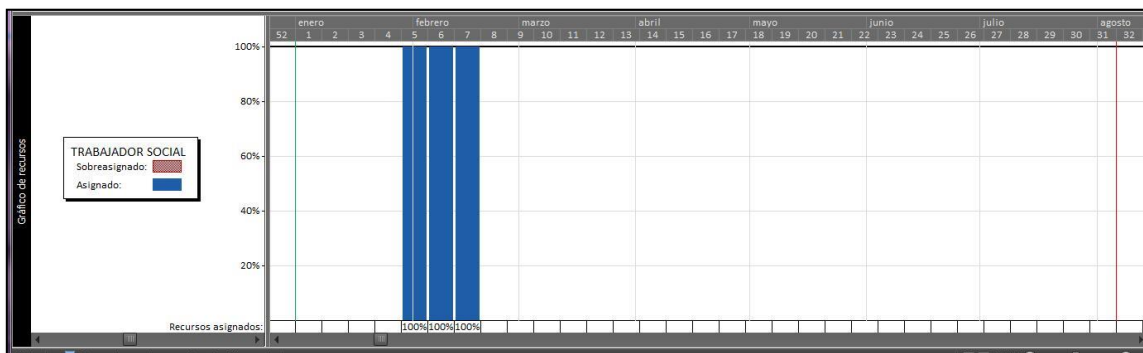 enero febrero marzo abril mayo junio julio agosto
52 1 2 3 4 5 6 7 8 9 10 11 12 13 14 15 16 17 18 19 20 21 22 23 24 25 26 27 28 29 30 31 32
100%
80%
60%
40%
20%
Gráfico de recursos
TRABAJADOR SOCIAL
Sobreasignado:
Asignado:
Recursos asignados: 100% 100% 100%